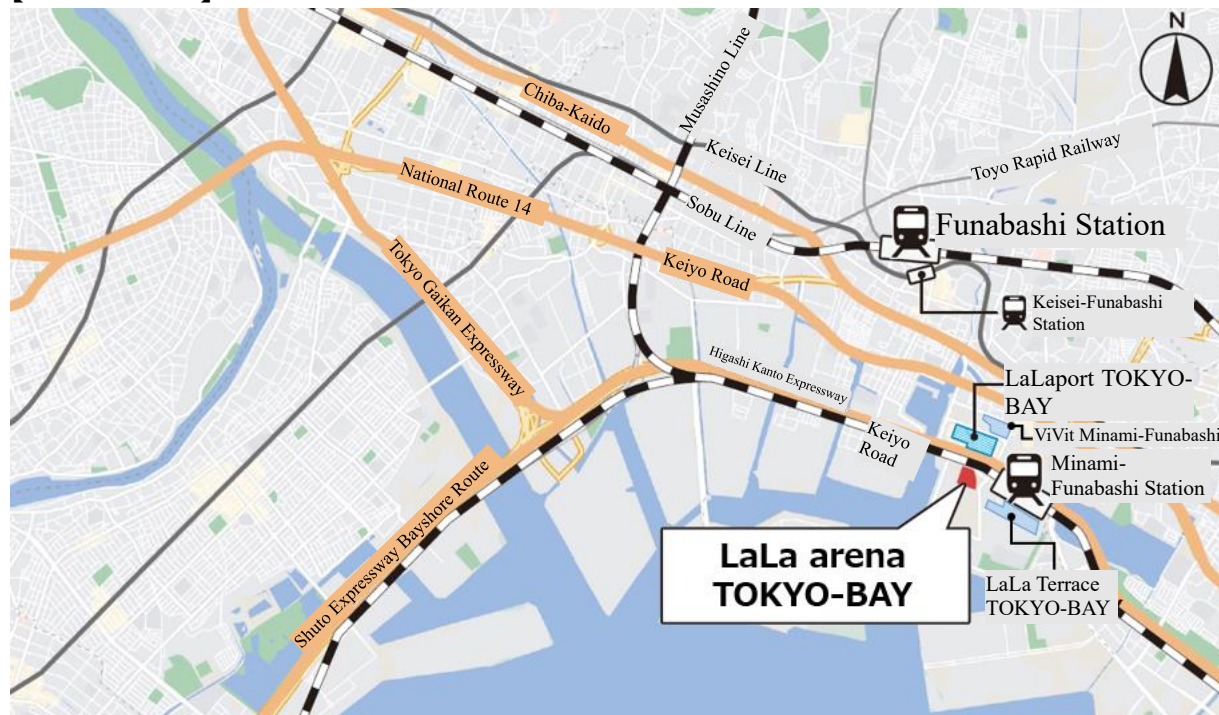 N
Musashino Line
Chiba-Kaido
Keisei Line
Toyo Rapid Railway
National Route 14
Sobu Line
Funabashi Station
Tokyo Gaikan Expressway
Keiyo Road
Keisei-Funabashi
Station
Higashi Kanto Expressway
LaLaport TOKYO-
BAY
ViVit Minami-Funabashi
Keiyo
Road
Minami-
Funabashi Station
Shuto Expressway Bayshore Route
LaLa arena
TOKYO-BAY
LaLa Terrace
TOKYO-BAY